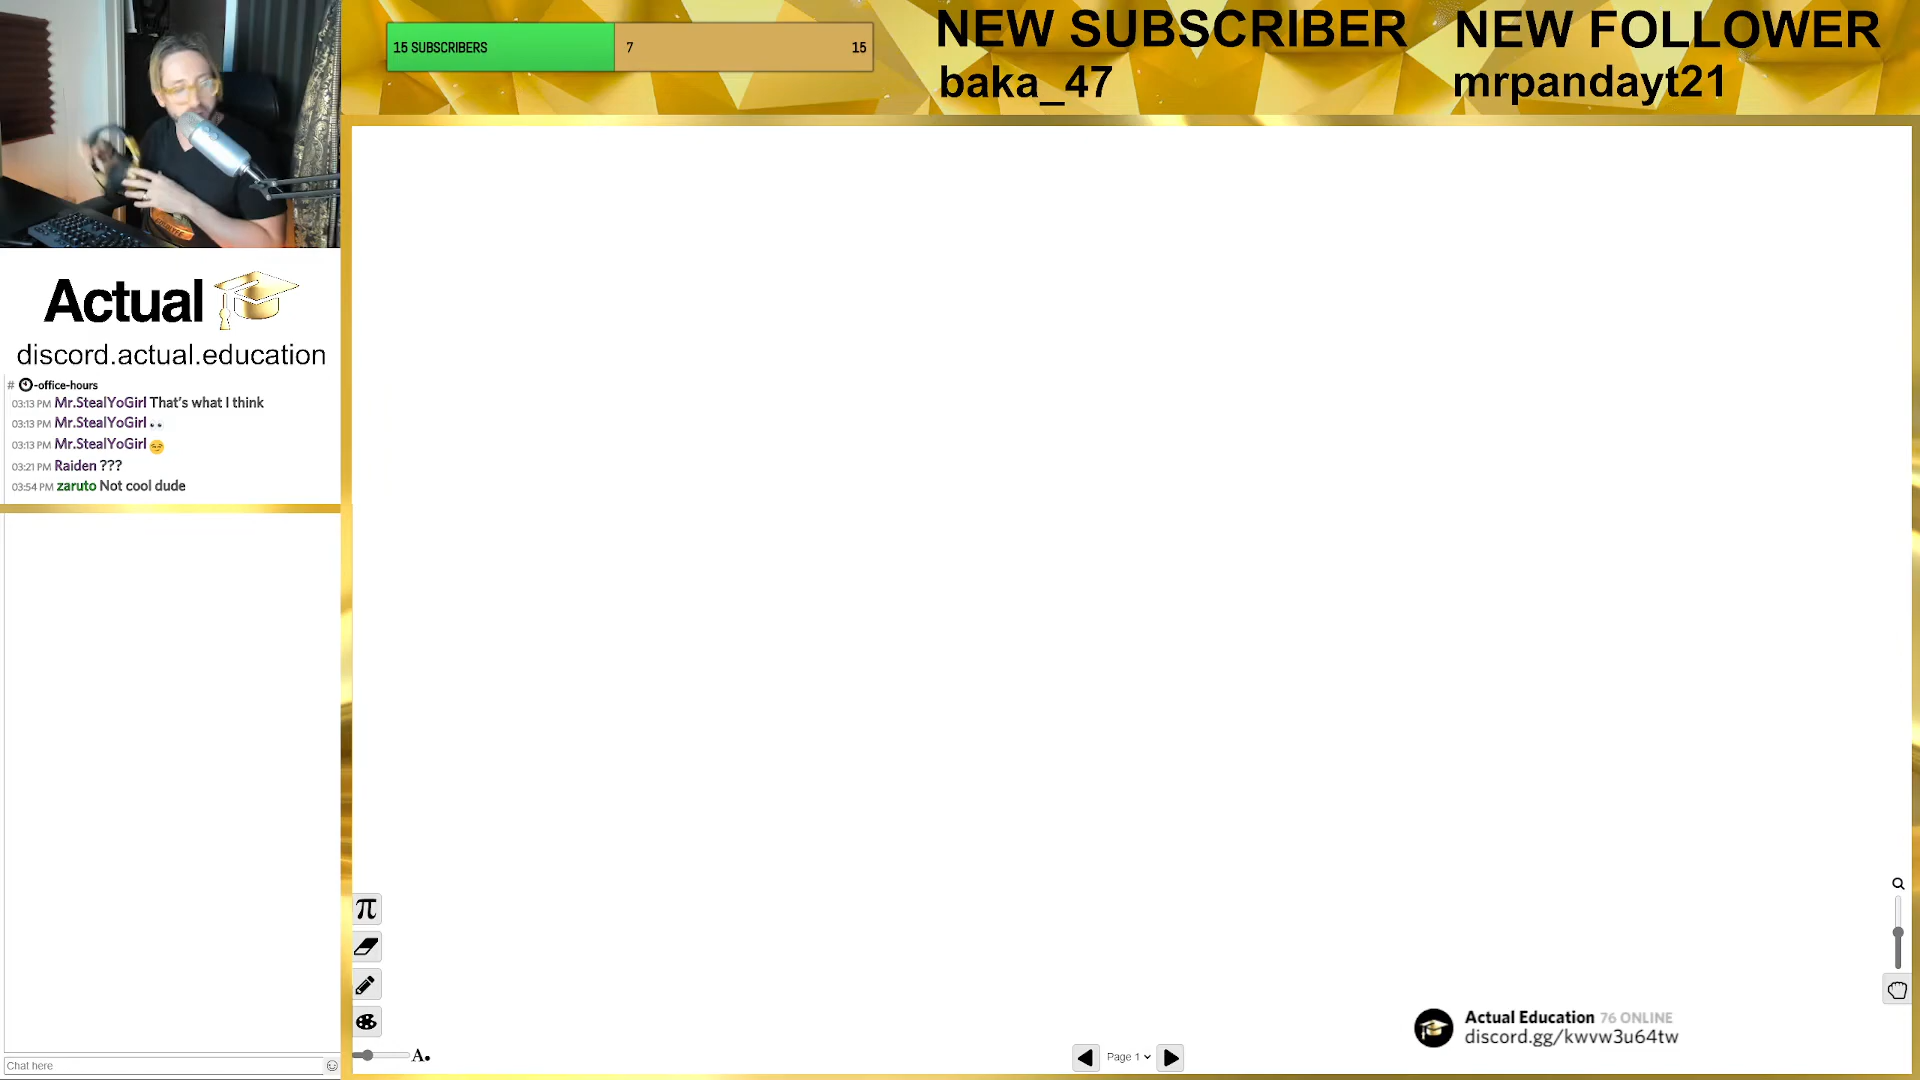 15 SUBSCRIBERS 7 15
NEW SUBSCRIBER
baka_47
NEW FOLLOWER
mrpandayt21
Actual
discord.actual.education
# -office-hours
03:13 PM Mr.StealYoGirl That's what I think
03:13 PM Mr.StealYoGirl
03:13 PM Mr.StealYoGirl
03:21 PM Raiden ???
03:54 PM zaruto Not cool dude
π
A
Chat here
Page 1
Actual Education 76 ONLINE
discord.gg/kwvw3u64tw